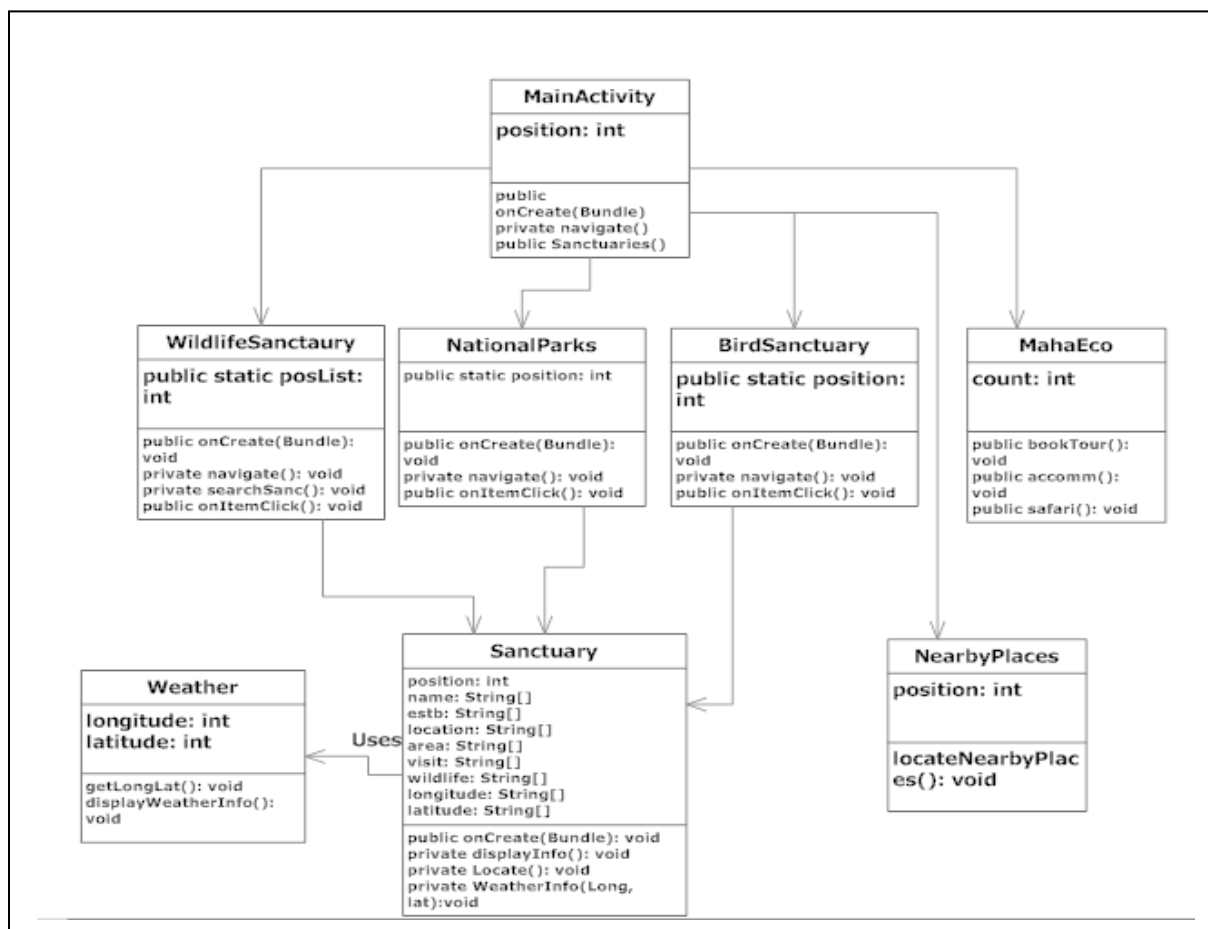 MainActivity
position: int
public
onCreate(Bundle)
private navigate()
public Sanctuaries()
WildlifeSanctaury
public static posList:
int
public onCreate(Bundle):
void
private navigate(): void
private searchSanc(): void
public onItemClick(): void
NationalParks
public static position: int
public onCreate(Bundle):
void
private navigate(): void
public onItemClick(): void
BirdSanctuary
public static position:
int
public onCreate(Bundle):
void
private navigate(): void
public onItemClick(): void
MahaEco
count: int
public bookTour():
void
public accomm():
void
public safari(): void
Weather
longitude: int
latitude: int
getLongLat(): void
displayWeatherInfo():
void
Uses
Sanctuary
position: int
name: String[]
estb: String[]
location: String[]
area: String[]
visit: String[]
wildlife: String[]
longitude: String[]
latitude: String[]
public onCreate(Bundle): void
private displayInfo(): void
private Locate(): void
private WeatherInfo(Long,
lat):void
NearbyPlaces
position: int
locateNearbyPlac
es(): void